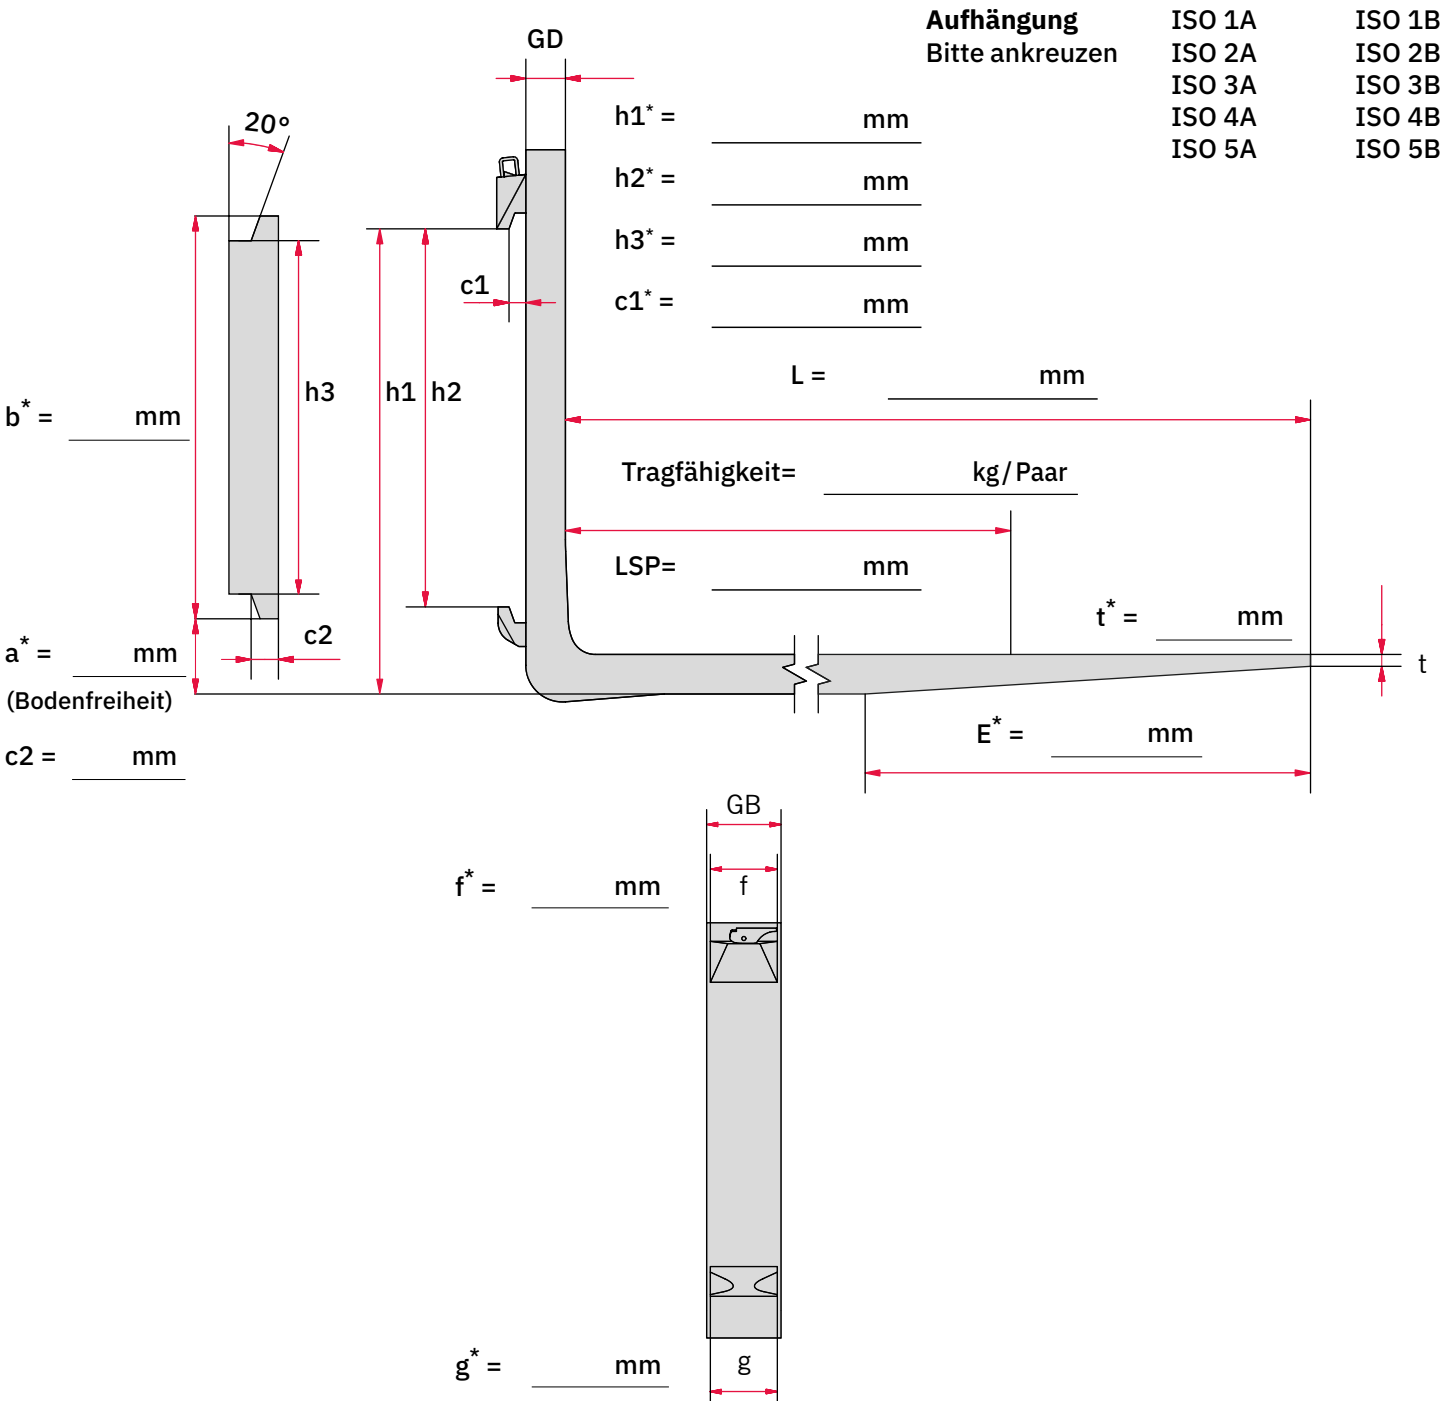 Aufhängung ISO 1A ISO 1B
Bitte ankreuzen ISO 2A ISO 2B
ISO 3A ISO 3B
ISO 4A ISO 4B
ISO 5A ISO 5B
GD
20°
h1* = mm
h2* = mm
h3* = mm
c1* = mm
c1
L = mm
h3
h1
h2
b* = mm
Tragfähigkeit= kg/Paar
LSP= mm
t* = mm
t
c2
a* = mm
(Bodenfreiheit)
c2 = mm
E* = mm
GB
f* = mm
f
g* = mm
g